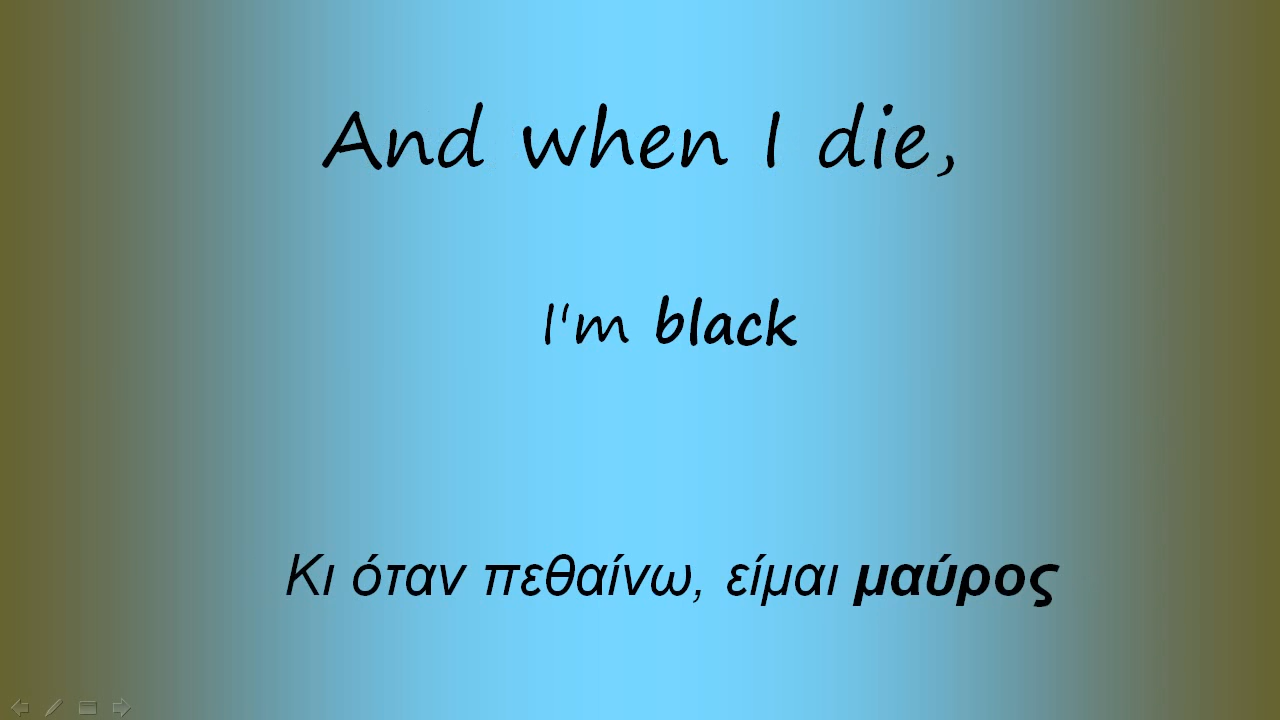 And when I die,
I'm black
Κι όταν πεθαίνω, είμαι μαύρος